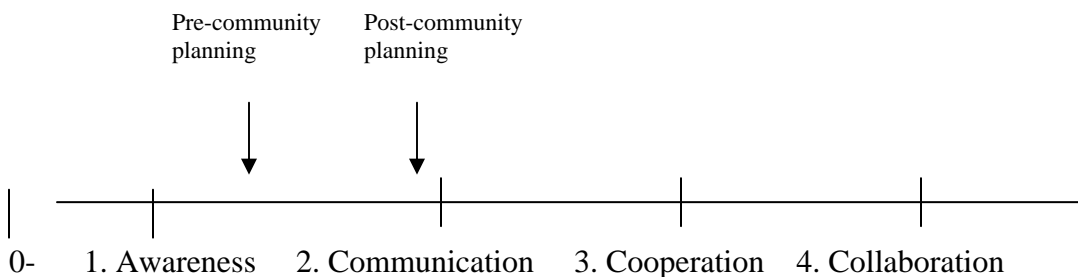 Pre-community Post-community
planning planning
0- 1. Awareness 2. Communication 3. Cooperation 4. Collaboration